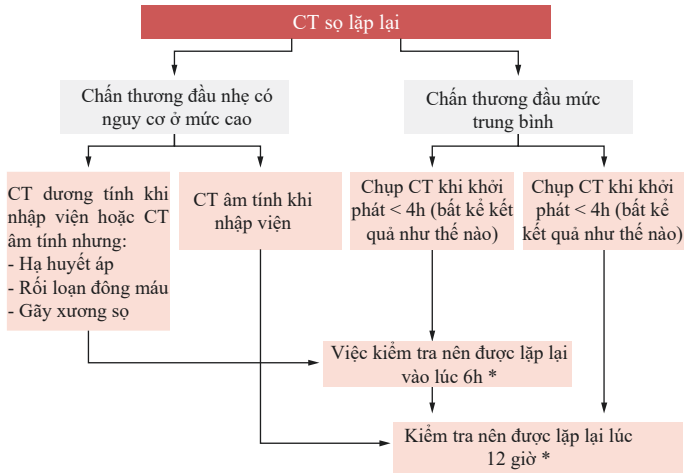 CT sọ lặp lại
Chấn thương đầu nhẹ có
nguy cơ ở mức cao
Chấn thương đầu mức
trung bình
CT dương tính khi
nhập viện hoặc CT
âm tính nhưng:
- Hạ huyết áp
- Rối loạn đông máu
- Gãy xương sọ
CT âm tính khi
nhập viện
Chụp CT khi khởi
phát < 4h (bất kể kết
quả như thế nào)
Chụp CT khi khởi
phát < 4h (bất kể
kết quả như thế nào)
Việc kiểm tra nên được lặp lại
vào lúc 6h *
Kiểm tra nên được lặp lại lúc
12 giờ *